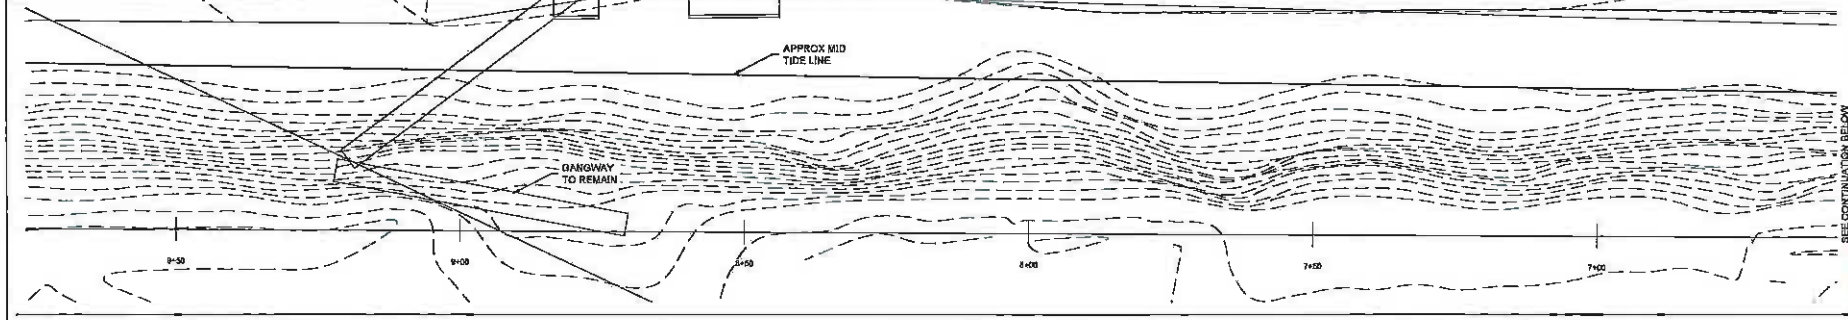 APPROX MID
TIDE LINE
GANGWAY
TO REMAIN
9+50
9+00
8+50
8+00
7+50
7+00
SEE CONTINUATION BELOW